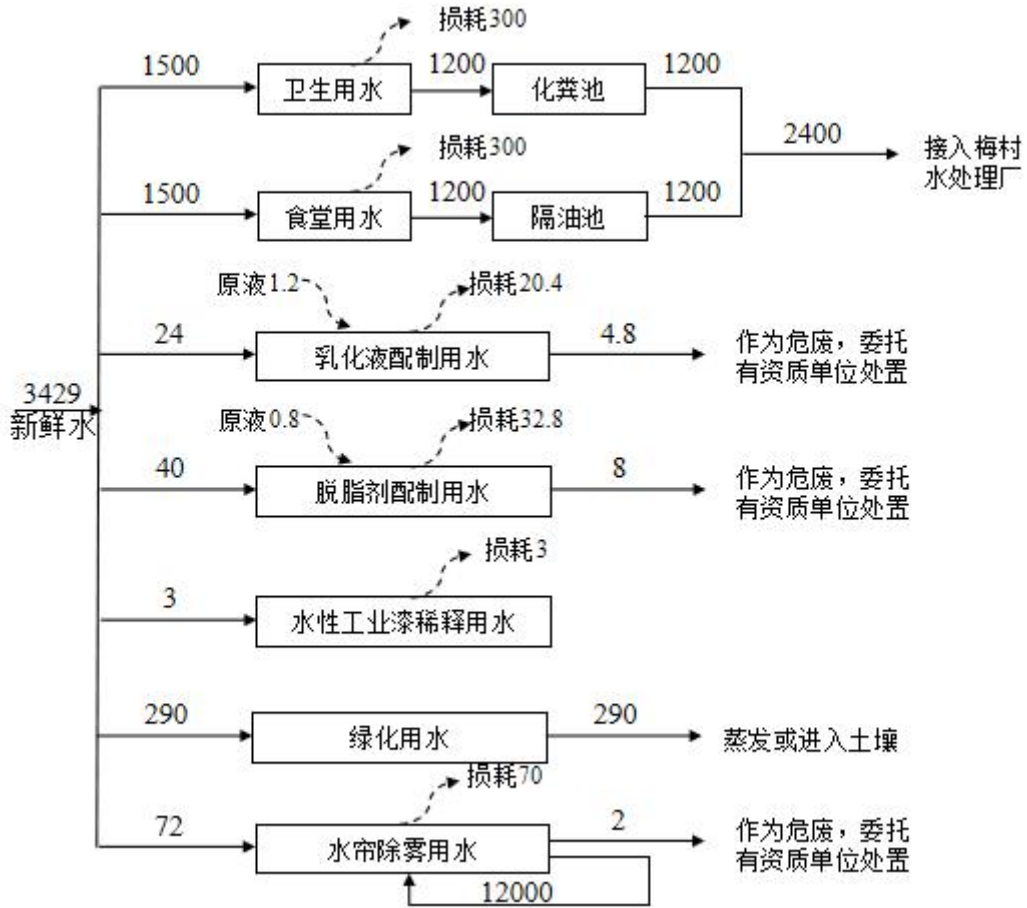 损耗300
1500
卫生用水
1200
化粪池
1200
2400
接入梅村
水处理厂
损耗300
1500
食堂用水
1200
隔油池
1200
原液1.2
损耗20.4
24
乳化液配制用水
4.8
作为危废，委托
有资质单位处置
3429
新鲜水
原液0.8
损耗32.8
40
脱脂剂配制用水
8
作为危废，委托
有资质单位处置
损耗3
3
水性工业漆稀释用水
290
绿化用水
290
蒸发或进入土壤
损耗70
72
水帘除雾用水
2
作为危废，委托
有资质单位处置
12000